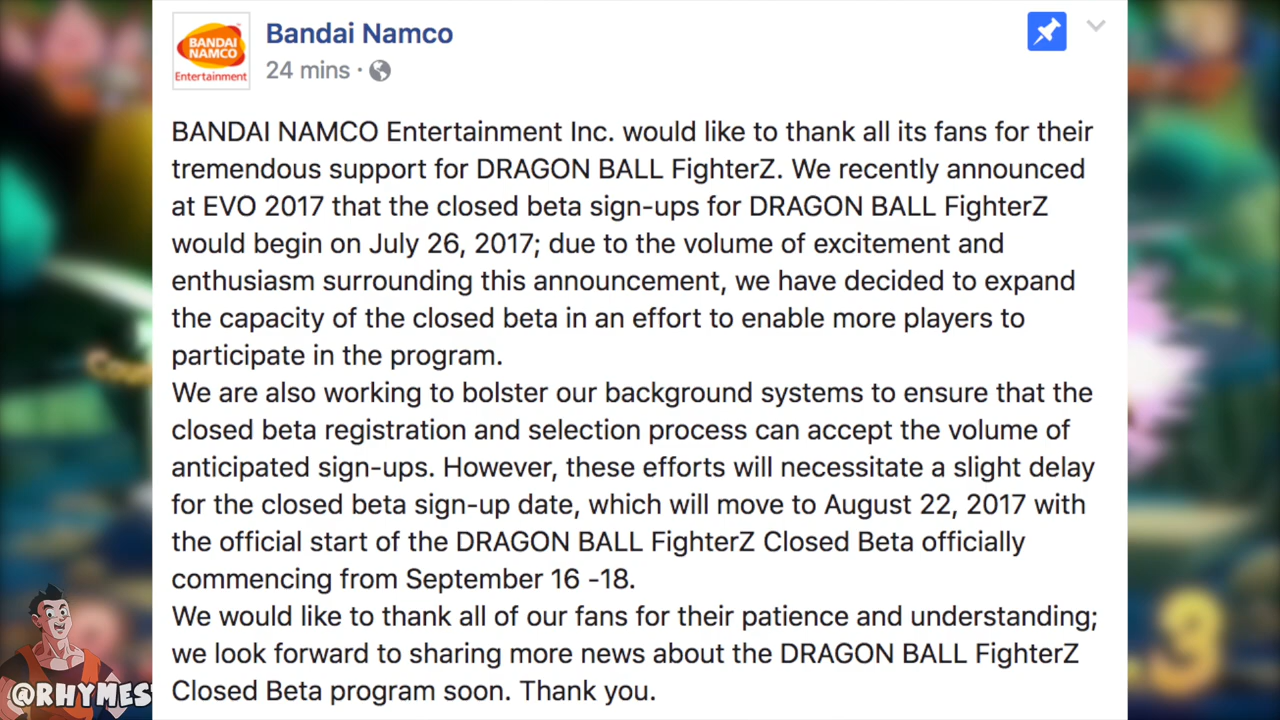 BANDAI
NAMCO
Entertainment
Bandai Namco
24 mins ·
BANDAI NAMCO Entertainment Inc. would like to thank all its fans for their
tremendous support for DRAGON BALL FighterZ. We recently announced
at EVO 2017 that the closed beta sign-ups for DRAGON BALL FighterZ
would begin on July 26, 2017; due to the volume of excitement and
enthusiasm surrounding this announcement, we have decided to expand
the capacity of the closed beta in an effort to enable more players to
participate in the program.
We are also working to bolster our background systems to ensure that the
closed beta registration and selection process can accept the volume of
anticipated sign-ups. However, these efforts will necessitate a slight delay
for the closed beta sign-up date, which will move to August 22, 2017 with
the official start of the DRAGON BALL FighterZ Closed Beta officially
commencing from September 16 -18.
We would like to thank all of our fans for their patience and understanding;
we look forward to sharing more news about the DRAGON BALL FighterZ
Closed Beta program soon. Thank you.
@RHYMES
3